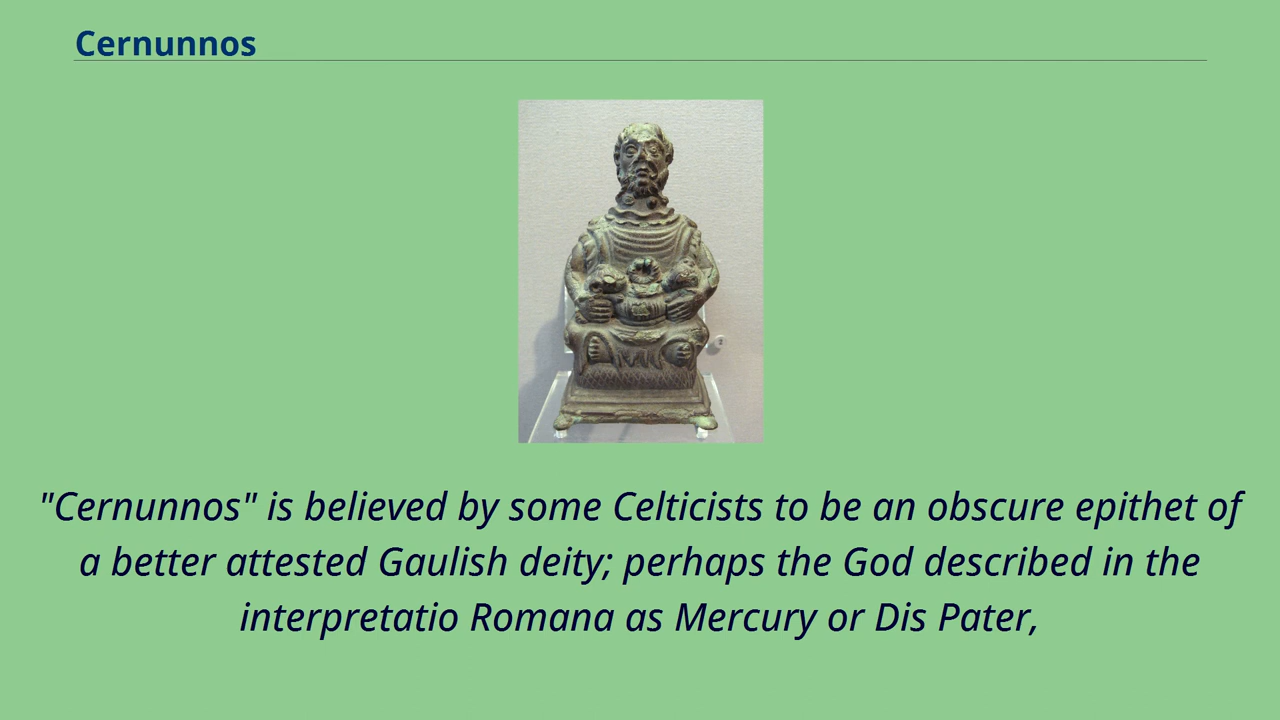 Cernunnos
"Cernunnos" is believed by some Celticists to be an obscure epithet of
a better attested Gaulish deity; perhaps the God described in the
interpretatio Romana as Mercury or Dis Pater,